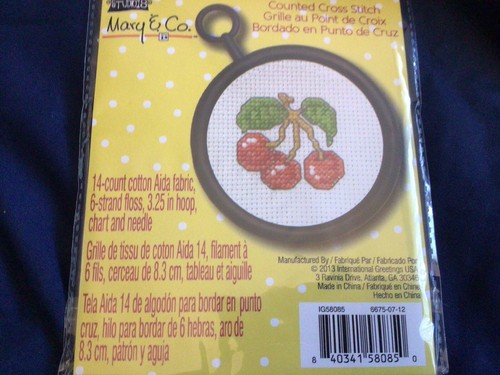 STUDIO 18
Mary & Co.
Counted Cross Stitch
Grille au Point de Croix
Bordado en Punto de Cruz
14-count cotton Aida fabric,
6-strand floss, 3.25 in hoop,
chart and needle
Grille de tissu de coton Aida 14, filament à
6 fils, cerceau de 8.3 cm, tableau et aiguille
Tela Aida 14 de algodón para bordar en punto
cruz, hilo para bordar de 6 hebras, aro de
8.3 cm, patrón y aguja
Manufactured By / Fabriqué Par / Fabricado Por
© 2013 International Greetings USA
3 Ravinia Drive, Atlanta, GA 30346
Made in China / Fabriqué en Chine
Hecho en China
IG58085 6675-07-12
8 40341 58085 0